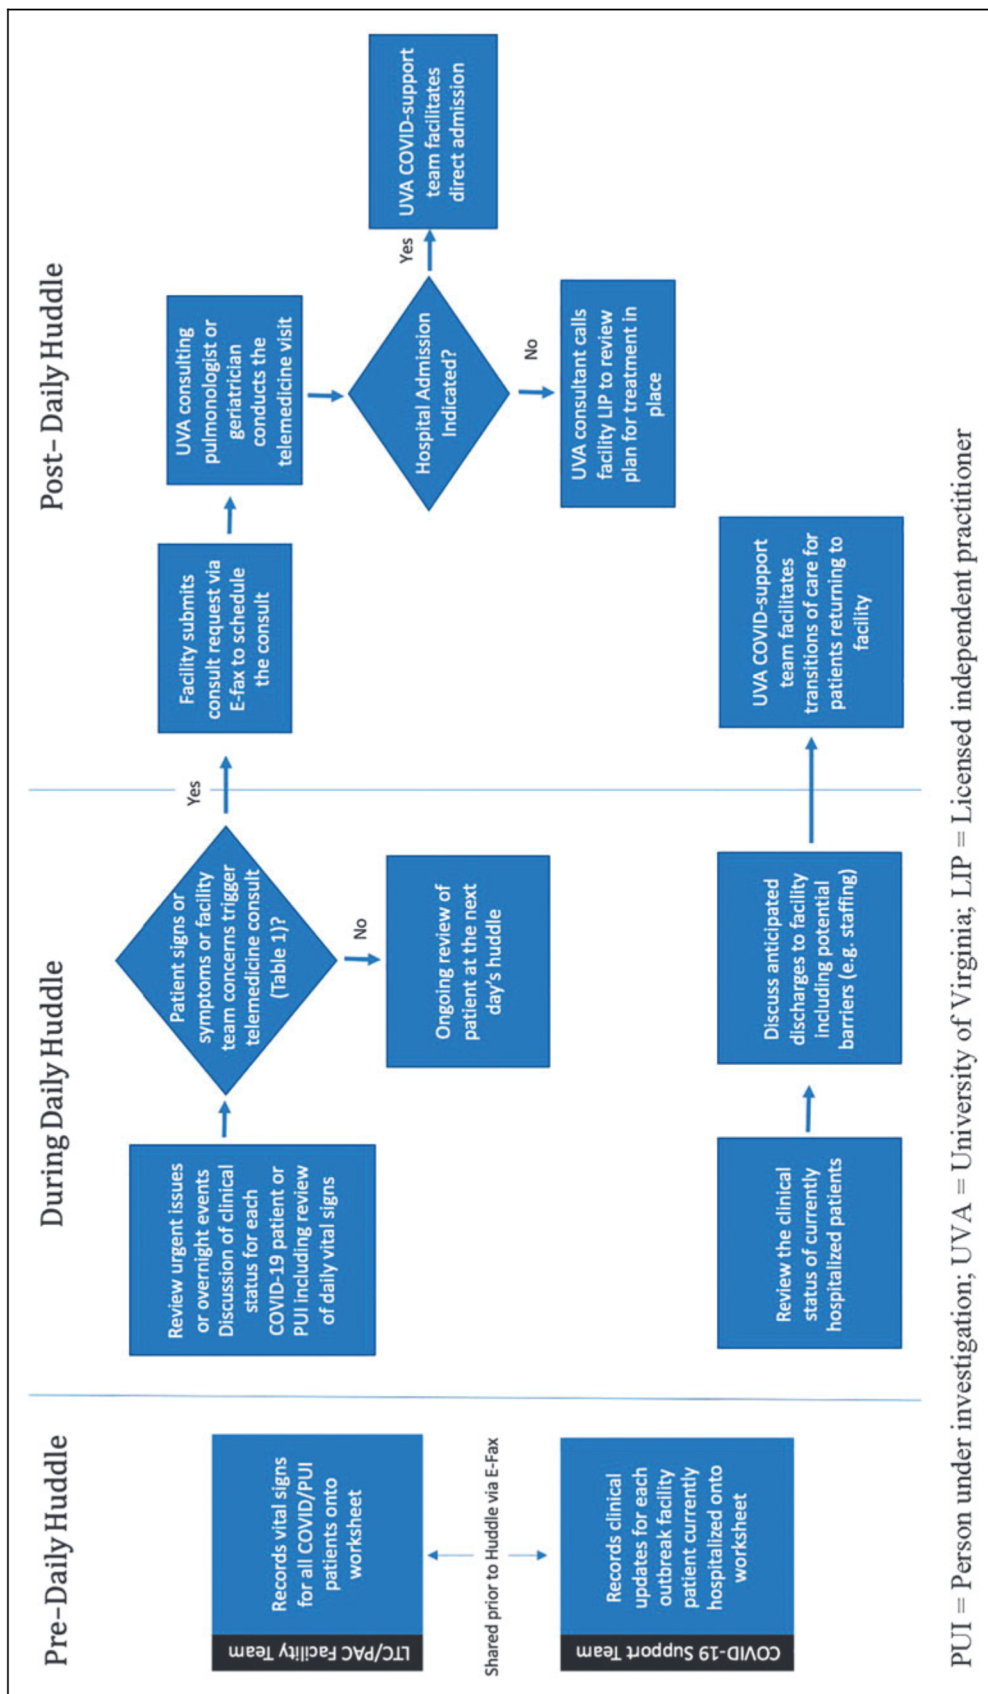 Pre-Daily Huddle
LTC/PAC Facility Team
Records vital signs
for all COVID/PUI
patients onto
worksheet
Shared prior to Huddle via E-Fax
COVID-19 Support Team
Records clinical
updates for each
outbreak facility
patient currently
hospitalized onto
worksheet
During Daily Huddle
Review urgent issues
or overnight events
Discussion of clinical
status for each
COVID-19 patient or
PUI including review
of daily vital signs
Patient signs or
symptoms or facility
team concerns trigger
telemedicine consult
(Table 1)?
Yes
No
Ongoing review of
patient at the next
day's huddle
Review the clinical
status of currently
hospitalized patients
Discuss anticipated
discharges to facility
including potential
barriers (e.g. staffing)
Post- Daily Huddle
Facility submits
consult request via
E-fax to schedule
the consult
UVA consulting
pulmonologist or
geriatrician
conducts the
telemedicine visit
Hospital Admission
Indicated?
Yes
UVA COVID-support
team facilitates
direct admission
No
UVA consultant calls
facility LIP to review
plan for treatment in
place
UVA COVID-support
team facilitates
transitions of care for
patients returning to
facility
PUI = Person under investigation; UVA = University of Virginia; LIP = Licensed independent practitioner